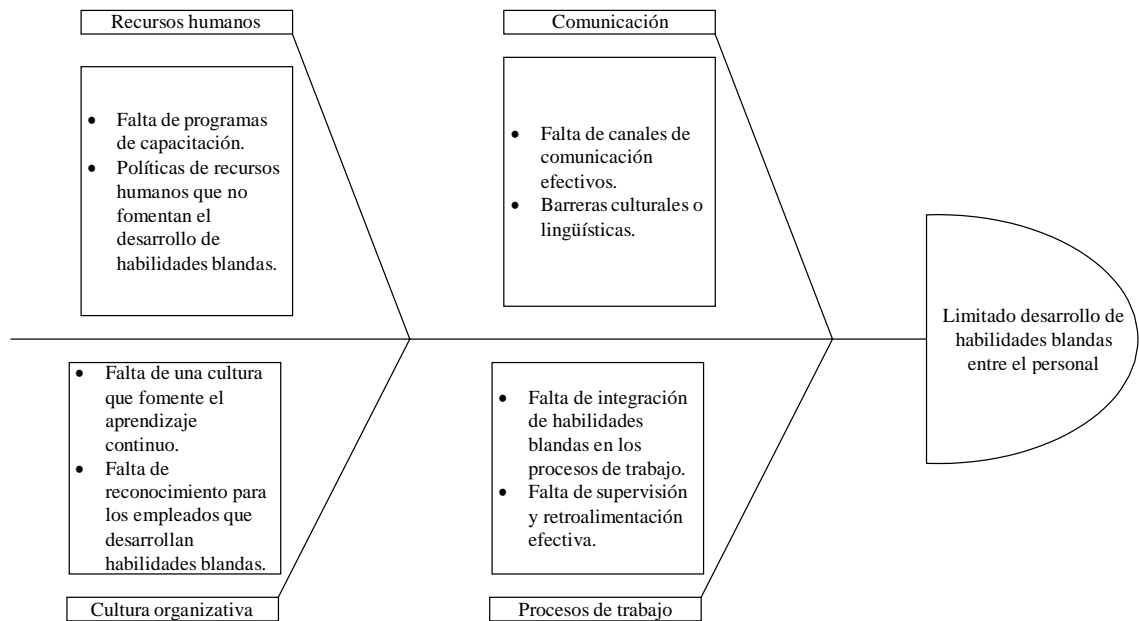 Recursos humanos
• Falta de programas
de capacitación.
• Políticas de recursos
humanos que no
fomentan el
desarrollo de
habilidades blandas.
Comunicación
• Falta de canales de
comunicación
efectivos.
• Barreras culturales o
lingüísticas.
Limitado desarrollo de
habilidades blandas
entre el personal
• Falta de una cultura
que fomente el
aprendizaje
continuo.
• Falta de
reconocimiento para
los empleados que
desarrollan
habilidades blandas.
Cultura organizativa
• Falta de integración
de habilidades
blandas en los
procesos de trabajo.
• Falta de supervisión
y retroalimentación
efectiva.
Procesos de trabajo